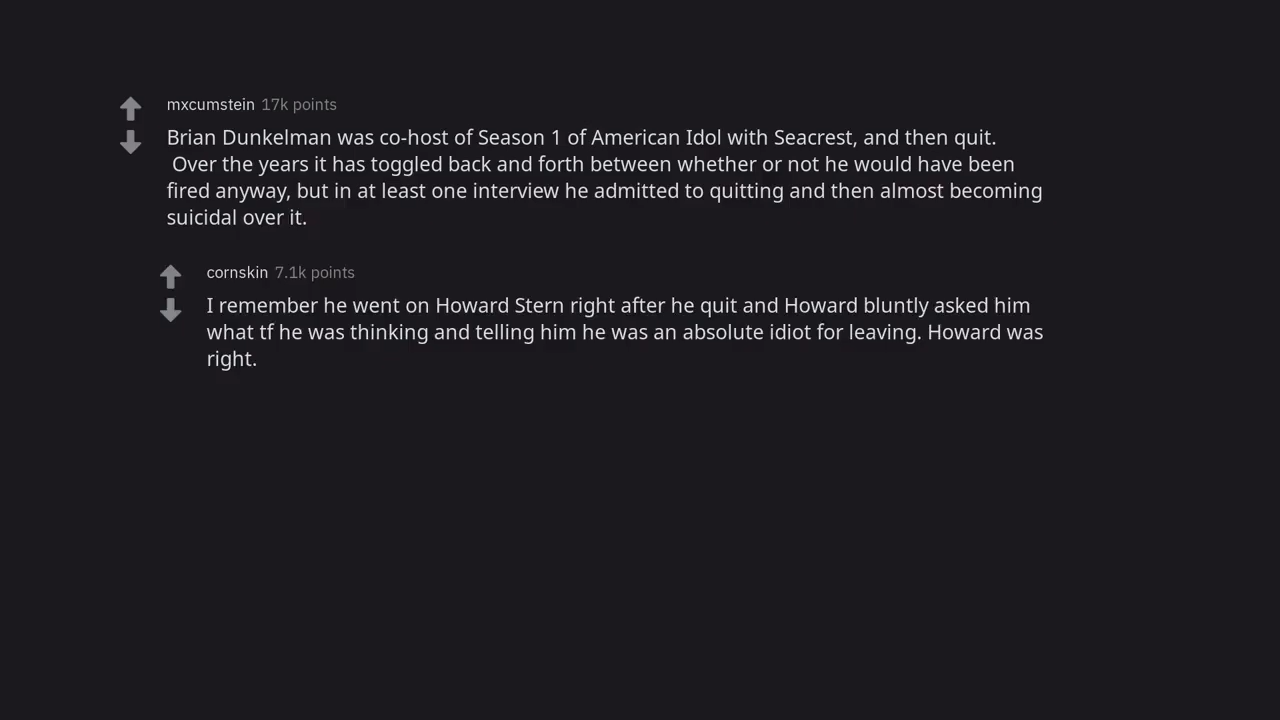 mxcumstein 17k points
Brian Dunkelman was co-host of Season 1 of American Idol with Seacrest, and then quit.
Over the years it has toggled back and forth between whether or not he would have been
fired anyway, but in at least one interview he admitted to quitting and then almost becoming
suicidal over it.
cornskin 7.1k points
I remember he went on Howard Stern right after he quit and Howard bluntly asked him
what tf he was thinking and telling him he was an absolute idiot for leaving. Howard was
right.